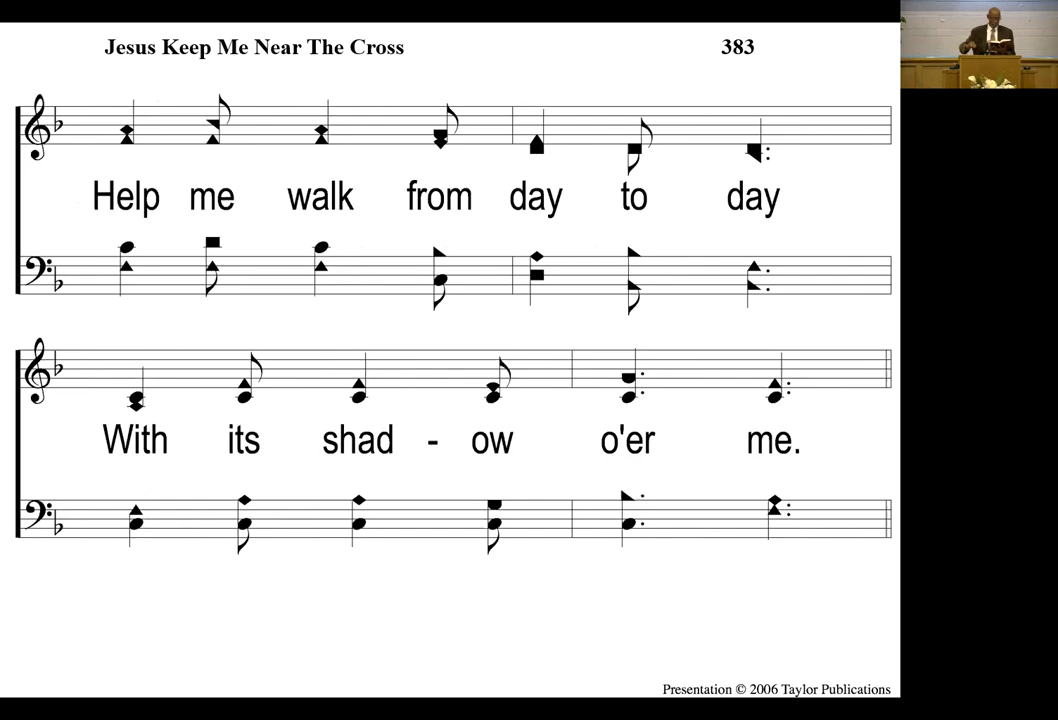 Jesus Keep Me Near The Cross 383
Help me walk from day to day
With its shad - ow o'er me.
Presentation © 2006 Taylor Publications